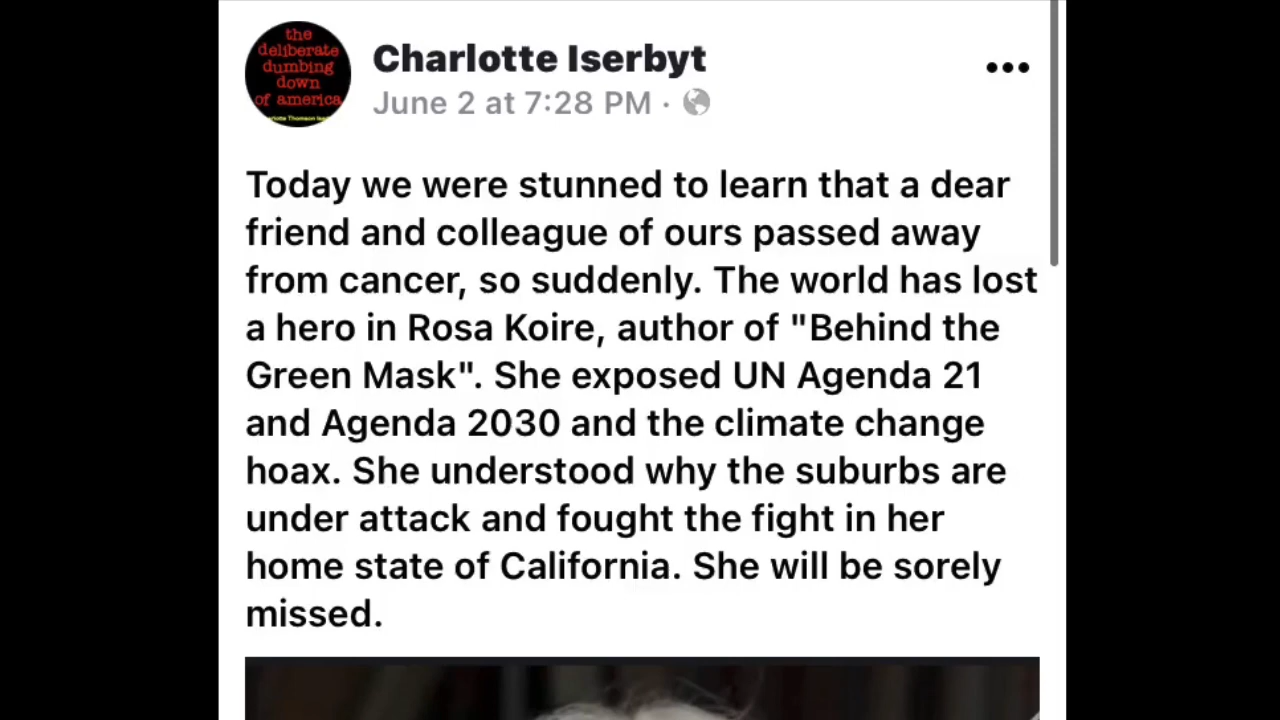 the
deliberate
dumbing
down
of america
Charlotte Iserbyt
June 2 at 7:28 PM ·
Today we were stunned to learn that a dear
friend and colleague of ours passed away
from cancer, so suddenly. The world has lost
a hero in Rosa Koire, author of "Behind the
Green Mask". She exposed UN Agenda 21
and Agenda 2030 and the climate change
hoax. She understood why the suburbs are
under attack and fought the fight in her
home state of California. She will be sorely
missed.